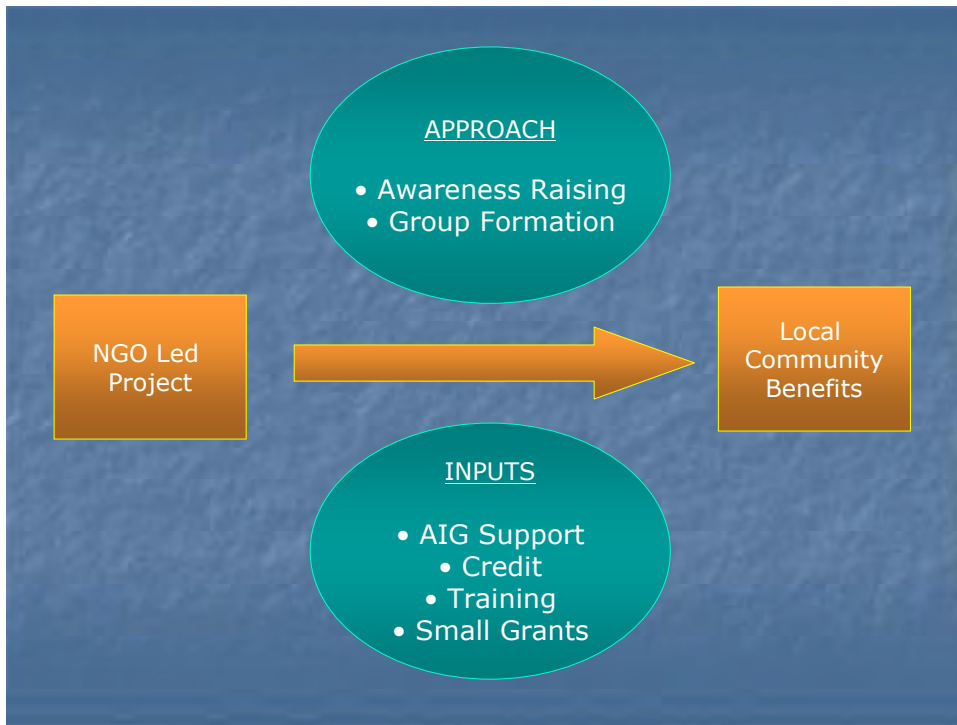 APPROACH
• Awareness Raising
• Group Formation
NGO Led
Project
Local
Community
Benefits
INPUTS
• AIG Support
• Credit
• Training
• Small Grants